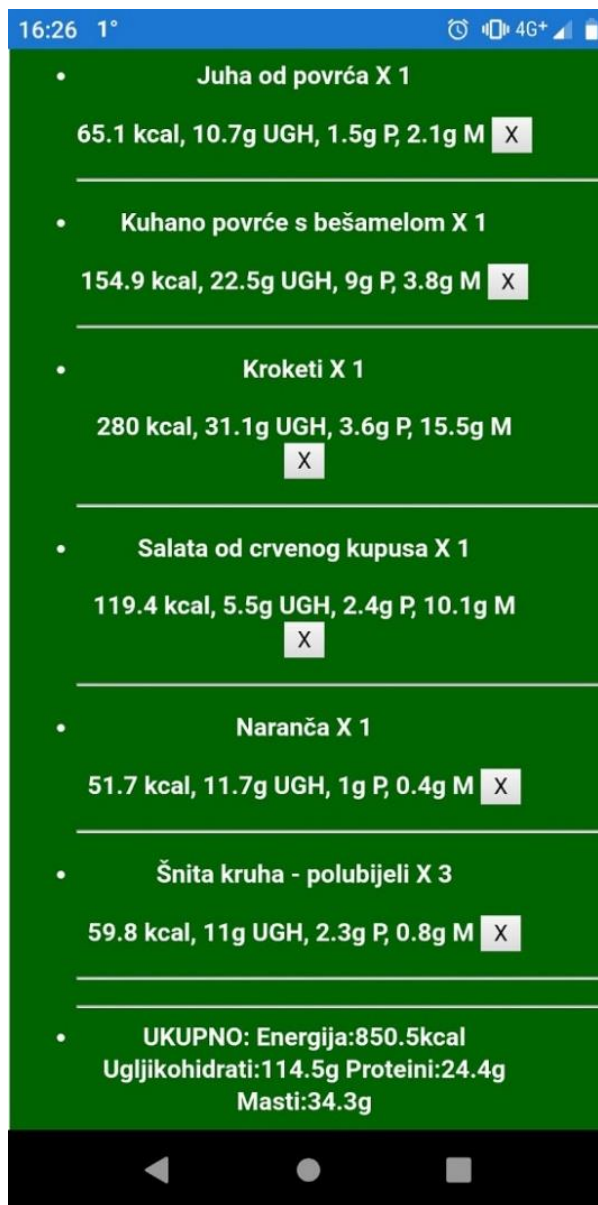 16:26 1° 4G+
• Juha od povrća X 1
65.1 kcal, 10.7g UGH, 1.5g P, 2.1g M X
• Kuhano povrće s bešamelom X 1
154.9 kcal, 22.5g UGH, 9g P, 3.8g M X
• Kroketi X 1
280 kcal, 31.1g UGH, 3.6g P, 15.5g M
X
• Salata od crvenog kupusa X 1
119.4 kcal, 5.5g UGH, 2.4g P, 10.1g M
X
• Naranča X 1
51.7 kcal, 11.7g UGH, 1g P, 0.4g M X
• Šnita kruha - polubijeli X 3
59.8 kcal, 11g UGH, 2.3g P, 0.8g M X
• UKUPNO: Energija:850.5kcal
Ugljikohidrati:114.5g Proteini:24.4g
Masti:34.3g